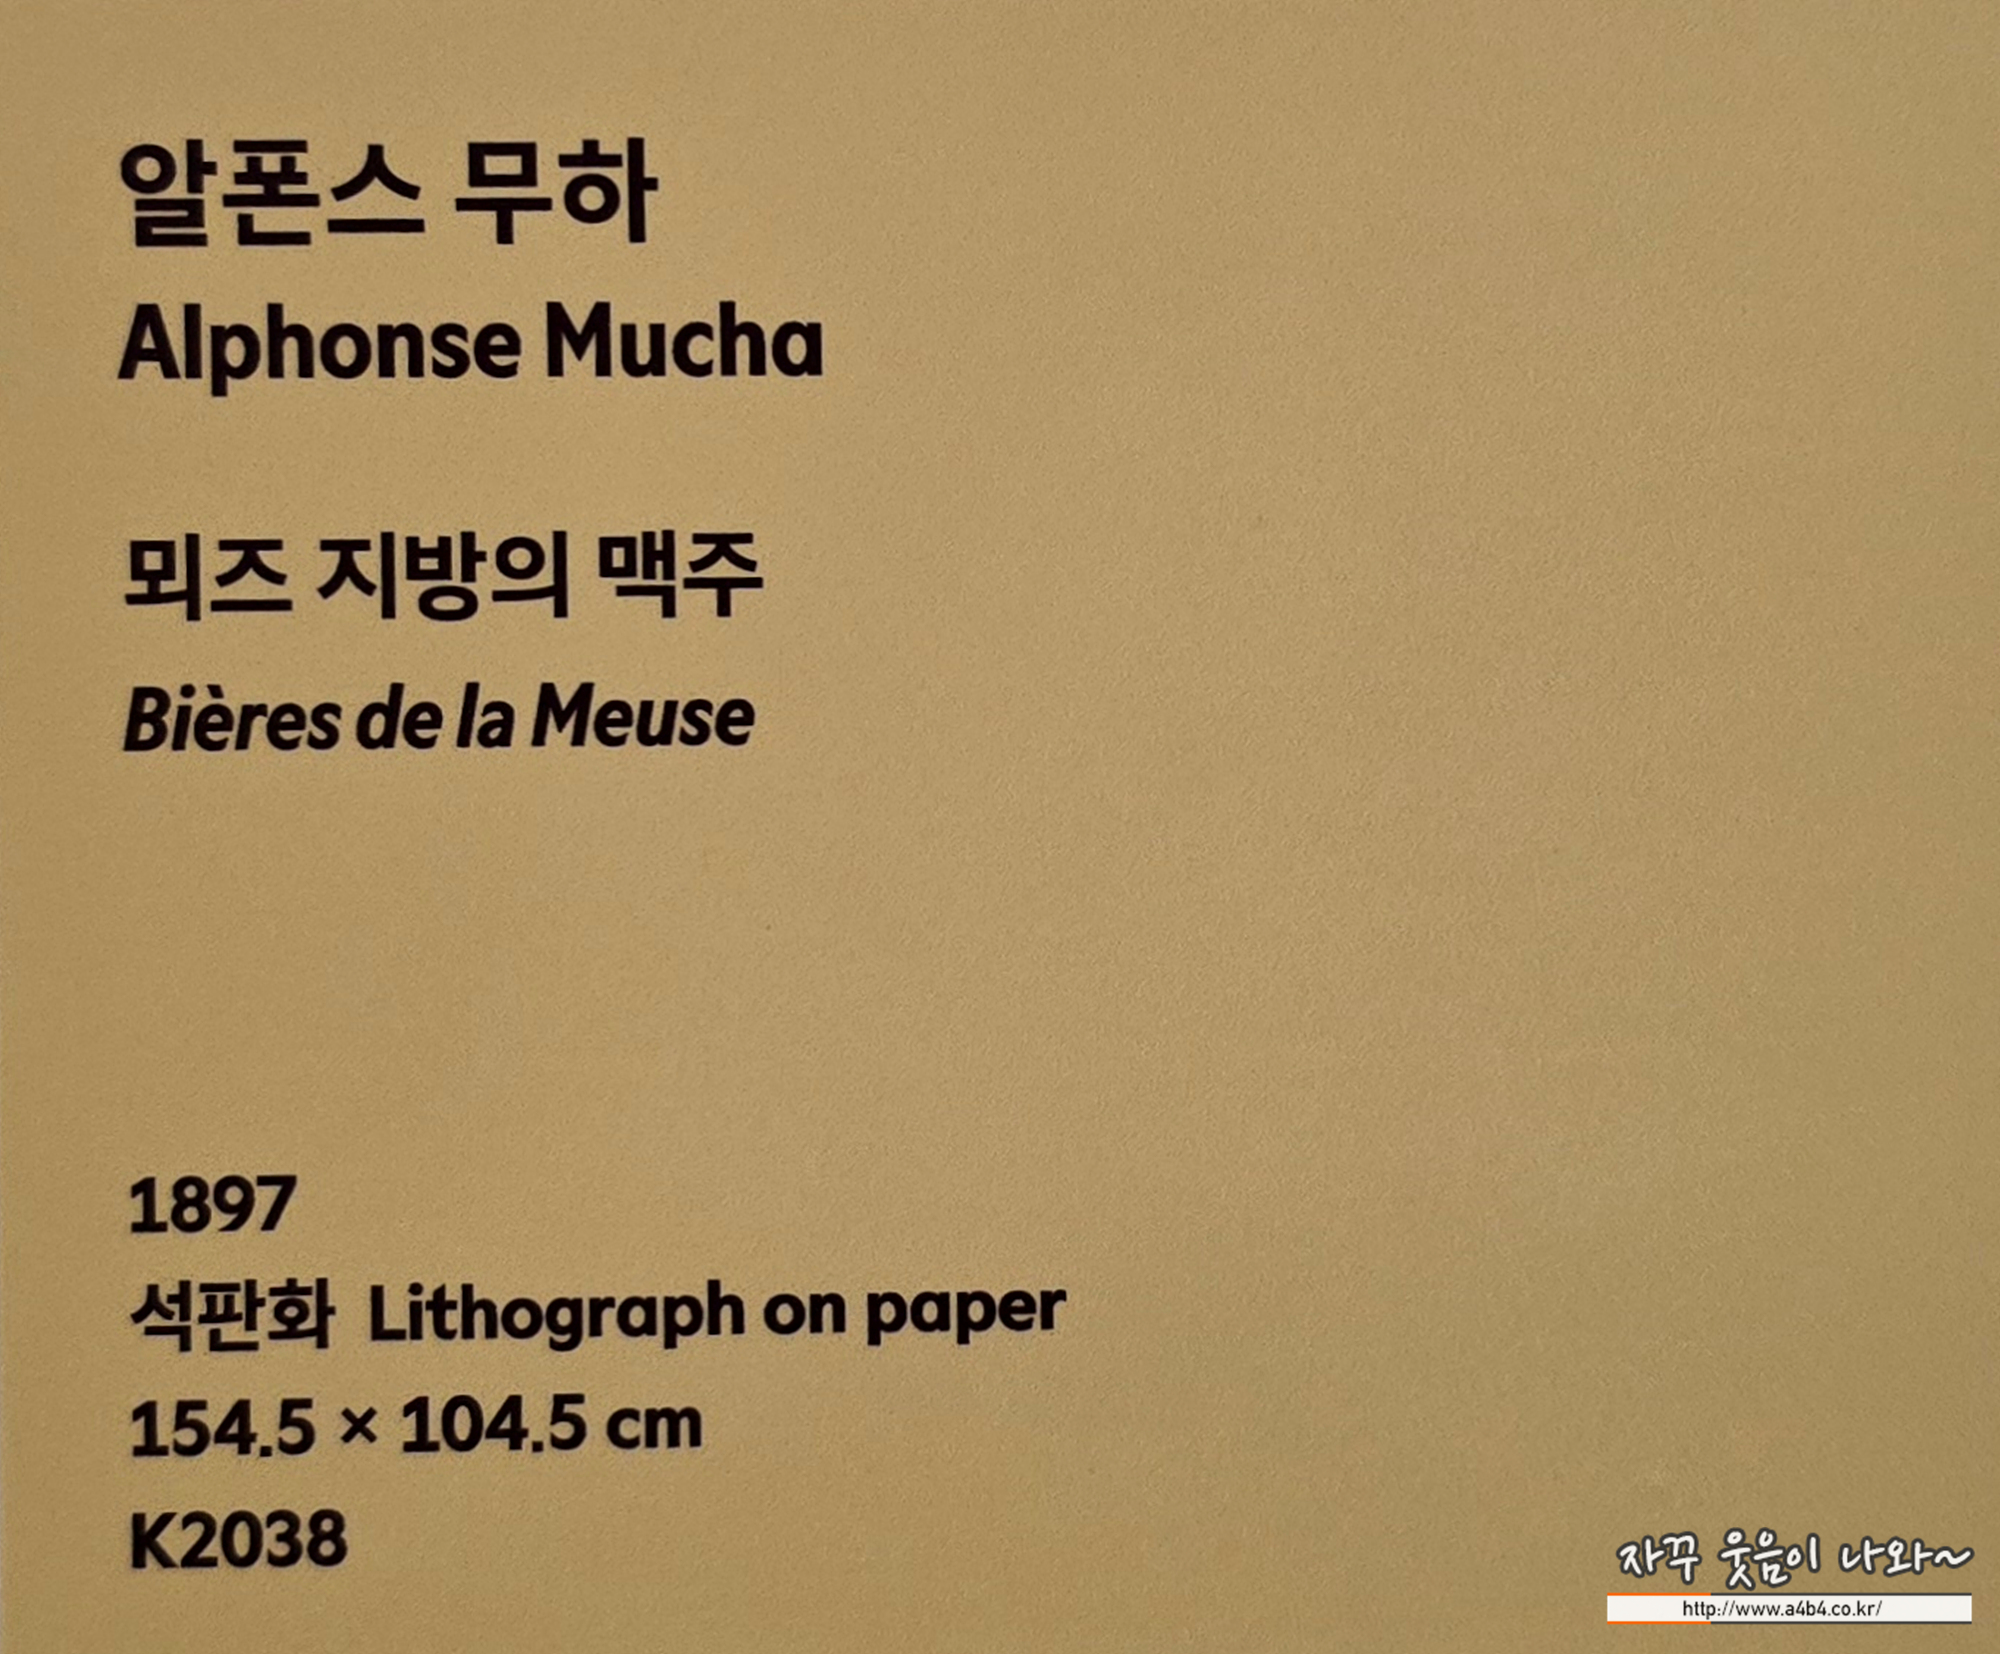 알폰스 무하
Alphonse Mucha
뫼즈 지방의 맥주
Bières de la Meuse
1897
석판화 Lithograph on paper
154.5 × 104.5 cm
K2038
자꾸 웃음이 나와~
http://www.a4b4.co.kr/